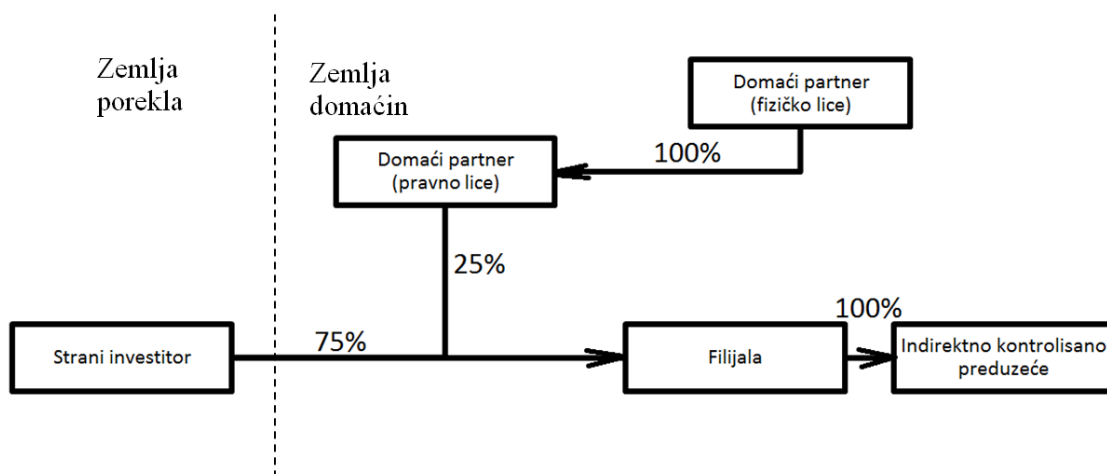 Zemlja
porekla
Zemlja
domaćin
Domaći partner
(fizičko lice)
100%
Domaći partner
(pravno lice)
25%
100%
75%
Strani investitor
Filijala
Indirektno kontrolisano
preduzeće